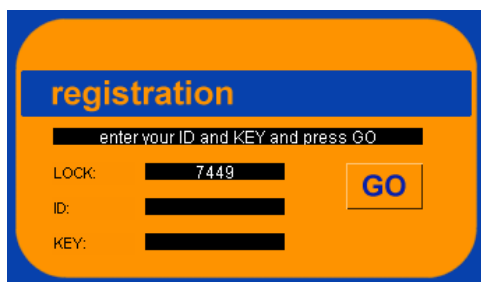 registration
enter your ID and KEY and press GO
LOCK: 7449
GO
ID:
KEY: